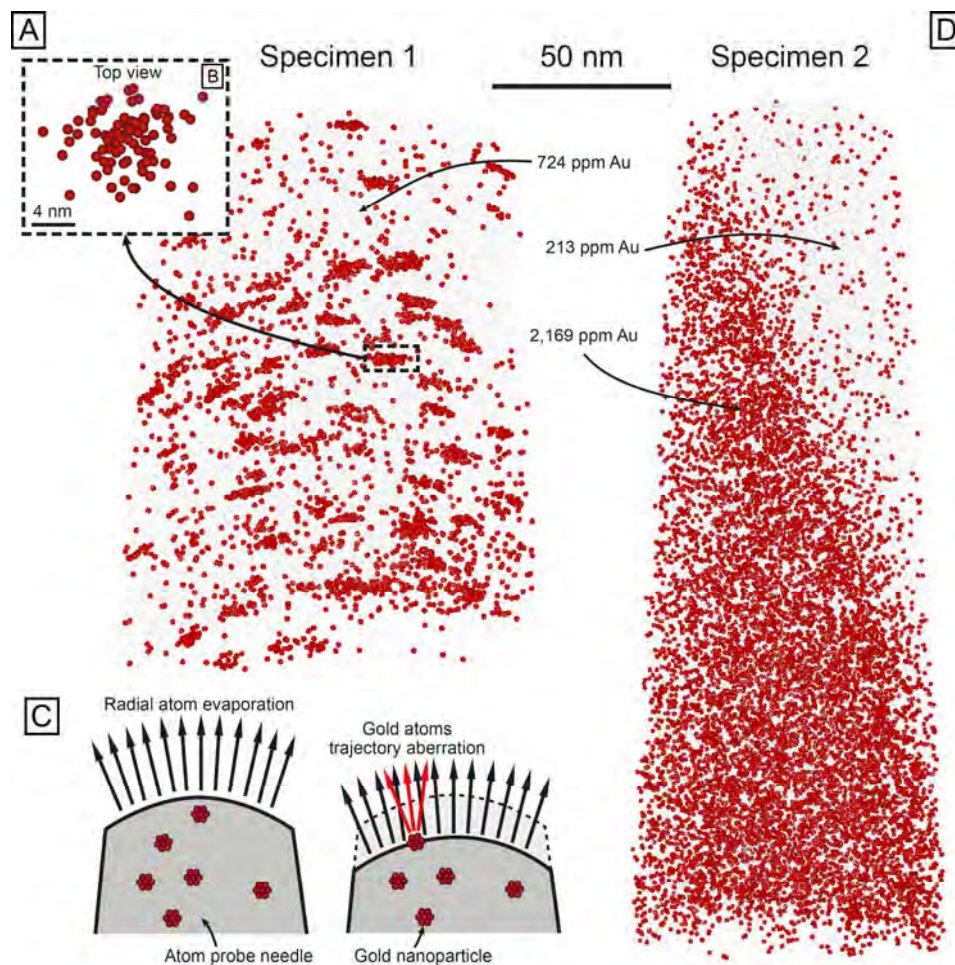 A
Specimen 1
50 nm
Specimen 2
D
Top view
B
4 nm
724 ppm Au
213 ppm Au
2,169 ppm Au
C
Radial atom evaporation
Gold atoms
trajectory aberration
Atom probe needle
Gold nanoparticle